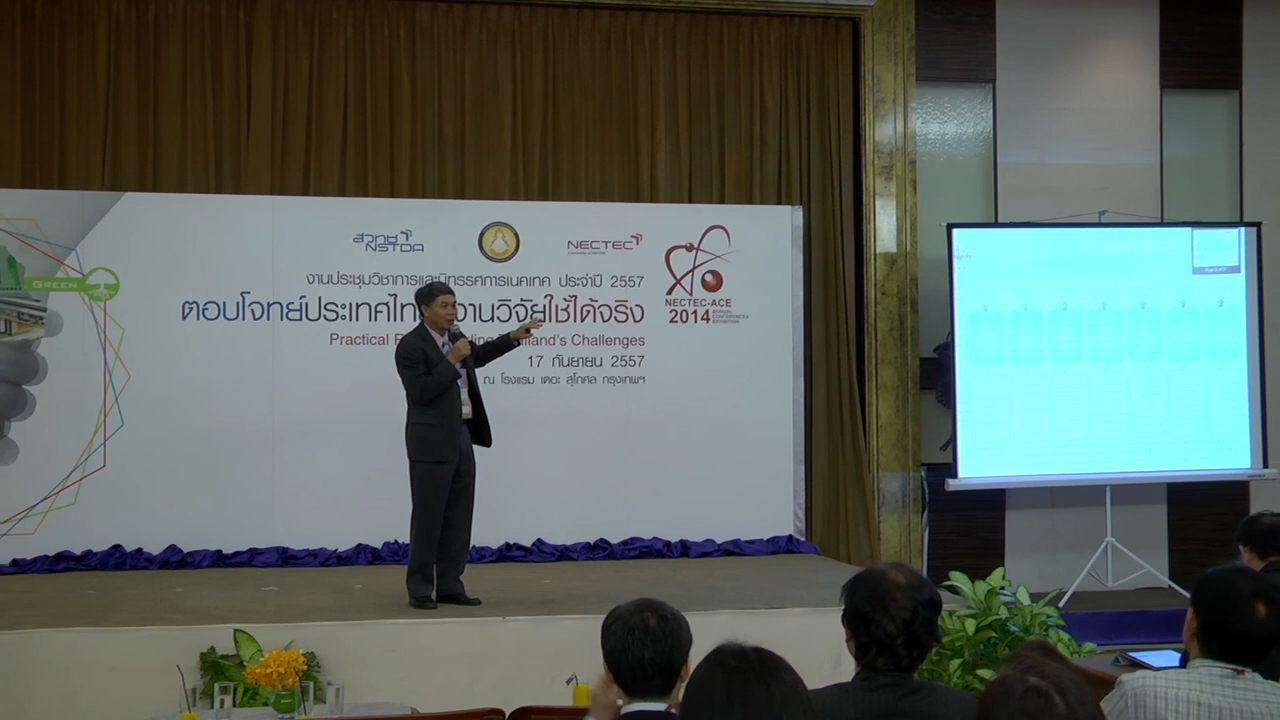 สวทช
NSTDA
NECTEC
งานประชุมวิชาการและนิทรรศการเนคเทค ประจำปี 2557
ตอบโจทย์ประเทศไท งานวิจัยใช้ได้จริง
Practical R ding iland's Challenges
17 กันยายน 2557
ณ โรงแรม เดอะ สุโกศล กรุงเทพฯ
NECTEC-ACE
2014 ANNUAL
CONFERENCE &
EXHIBITION
GREEN